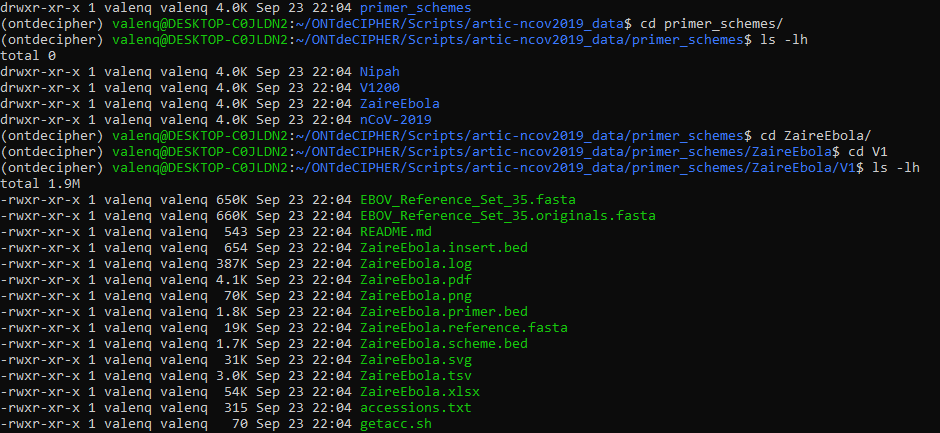 drwxr-xr-x 1 valenq valenq 4.0K Sep 23 22:04 primer_schemes
(ontdecipher) valenq@DESKTOP-C0JLDN2:~/ONTdeCIPHER/Scripts/artic-ncov2019_data$ cd primer_schemes/
(ontdecipher) valenq@DESKTOP-C0JLDN2:~/ONTdeCIPHER/Scripts/artic-ncov2019_data/primer_schemes$ ls -lh
total 0
drwxr-xr-x 1 valenq valenq 4.0K Sep 23 22:04 Nipah
drwxr-xr-x 1 valenq valenq 4.0K Sep 23 22:04 V1200
drwxr-xr-x 1 valenq valenq 4.0K Sep 23 22:04 ZaireEbola
drwxr-xr-x 1 valenq valenq 4.0K Sep 23 22:04 nCoV-2019
(ontdecipher) valenq@DESKTOP-C0JLDN2:~/ONTdeCIPHER/Scripts/artic-ncov2019_data/primer_schemes$ cd ZaireEbola/
(ontdecipher) valenq@DESKTOP-C0JLDN2:~/ONTdeCIPHER/Scripts/artic-ncov2019_data/primer_schemes/ZaireEbola$ cd V1
(ontdecipher) valenq@DESKTOP-C0JLDN2:~/ONTdeCIPHER/Scripts/artic-ncov2019_data/primer_schemes/ZaireEbola/V1$ ls -lh
total 1.9M
-rwxr-xr-x 1 valenq valenq 650K Sep 23 22:04 EBOV_Reference_Set_35.fasta
-rwxr-xr-x 1 valenq valenq 660K Sep 23 22:04 EBOV_Reference_Set_35.originals.fasta
-rwxr-xr-x 1 valenq valenq  543 Sep 23 22:04 README.md
-rwxr-xr-x 1 valenq valenq  654 Sep 23 22:04 ZaireEbola.insert.bed
-rwxr-xr-x 1 valenq valenq 387K Sep 23 22:04 ZaireEbola.log
-rwxr-xr-x 1 valenq valenq 4.1K Sep 23 22:04 ZaireEbola.pdf
-rwxr-xr-x 1 valenq valenq  70K Sep 23 22:04 ZaireEbola.png
-rwxr-xr-x 1 valenq valenq 1.8K Sep 23 22:04 ZaireEbola.primer.bed
-rwxr-xr-x 1 valenq valenq  19K Sep 23 22:04 ZaireEbola.reference.fasta
-rwxr-xr-x 1 valenq valenq 1.7K Sep 23 22:04 ZaireEbola.scheme.bed
-rwxr-xr-x 1 valenq valenq  31K Sep 23 22:04 ZaireEbola.svg
-rwxr-xr-x 1 valenq valenq 3.0K Sep 23 22:04 ZaireEbola.tsv
-rwxr-xr-x 1 valenq valenq  54K Sep 23 22:04 ZaireEbola.xlsx
-rwxr-xr-x 1 valenq valenq  315 Sep 23 22:04 accessions.txt
-rwxr-xr-x 1 valenq valenq   70 Sep 23 22:04 getacc.sh